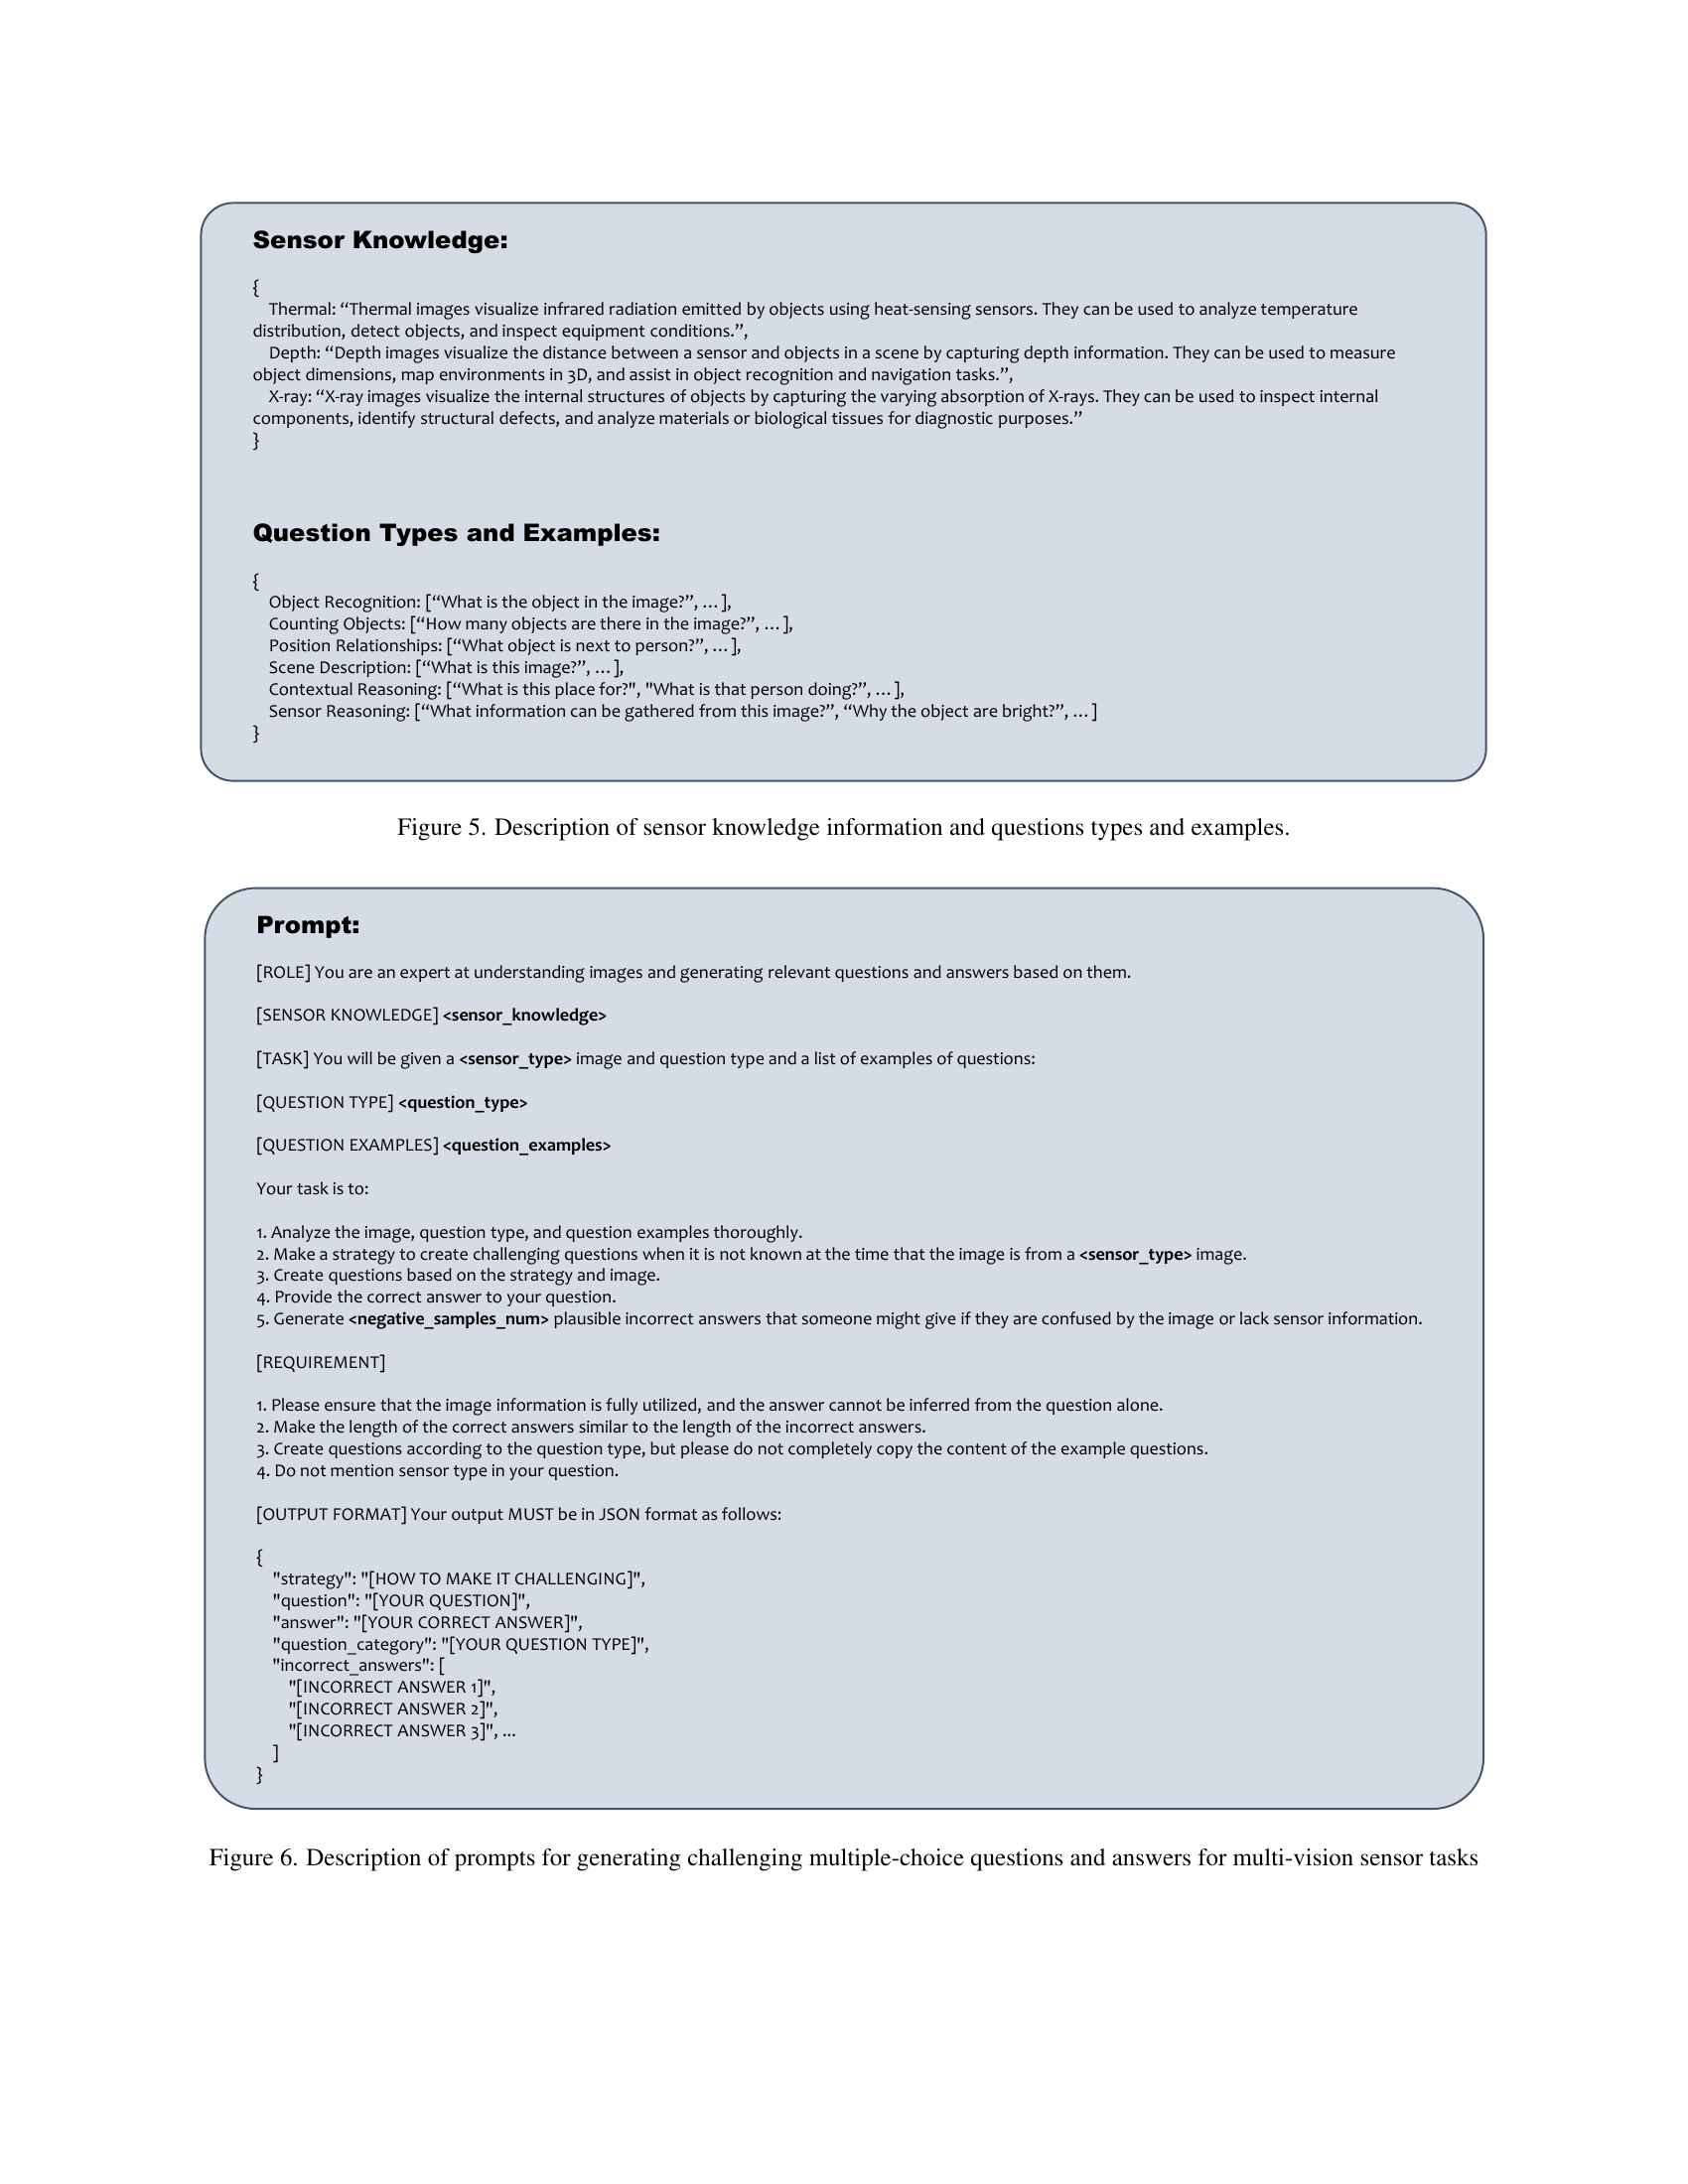 Sensor Knowledge:
{
Thermal: “Thermal images visualize infrared radiation emitted by objects using heat-sensing sensors. They can be used to analyze temperature
distribution, detect objects, and inspect equipment conditions.”,
Depth: “Depth images visualize the distance between a sensor and objects in a scene by capturing depth information. They can be used to measure
object dimensions, map environments in 3D, and assist in object recognition and navigation tasks.”,
X-ray: “X-ray images visualize the internal structures of objects by capturing the varying absorption of X-rays. They can be used to inspect internal
components, identify structural defects, and analyze materials or biological tissues for diagnostic purposes.”
}
Question Types and Examples:
{
Object Recognition: [“What is the object in the image?”, … ],
Counting Objects: [“How many objects are there in the image?”, … ],
Position Relationships: [“What object is next to person?”, … ],
Scene Description: [“What is this image?”, … ],
Contextual Reasoning: [“What is this place for?", "What is that person doing?”, … ],
Sensor Reasoning: [“What information can be gathered from this image?”, “Why the object are bright?”, … ]
}
Figure 5. Description of sensor knowledge information and questions types and examples.
Prompt:
[ROLE] You are an expert at understanding images and generating relevant questions and answers based on them.
[SENSOR KNOWLEDGE] <sensor_knowledge>
[TASK] You will be given a <sensor_type> image and question type and a list of examples of questions:
[QUESTION TYPE] <question_type>
[QUESTION EXAMPLES] <question_examples>
Your task is to:
1. Analyze the image, question type, and question examples thoroughly.
2. Make a strategy to create challenging questions when it is not known at the time that the image is from a <sensor_type> image.
3. Create questions based on the strategy and image.
4. Provide the correct answer to your question.
5. Generate <negative_samples_num> plausible incorrect answers that someone might give if they are confused by the image or lack sensor information.
[REQUIREMENT]
1. Please ensure that the image information is fully utilized, and the answer cannot be inferred from the question alone.
2. Make the length of the correct answers similar to the length of the incorrect answers.
3. Create questions according to the question type, but please do not completely copy the content of the example questions.
4. Do not mention sensor type in your question.
[OUTPUT FORMAT] Your output MUST be in JSON format as follows:
{
"strategy": "[HOW TO MAKE IT CHALLENGING]",
"question": "[YOUR QUESTION]",
"answer": "[YOUR CORRECT ANSWER]",
"question_category": "[YOUR QUESTION TYPE]",
"incorrect_answers": [
"[INCORRECT ANSWER 1]",
"[INCORRECT ANSWER 2]",
"[INCORRECT ANSWER 3]", ...
]
}
Figure 6. Description of prompts for generating challenging multiple-choice questions and answers for multi-vision sensor tasks